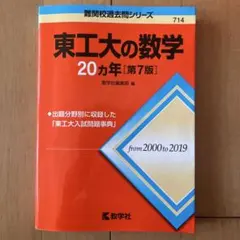 難関校過去問シリーズ
714
東工大の数学
20カ年［第7版］
教学社編集部 編
●出題分野別に収録した
「東工大入試問題事典」
from 2000 to 2019
教学社